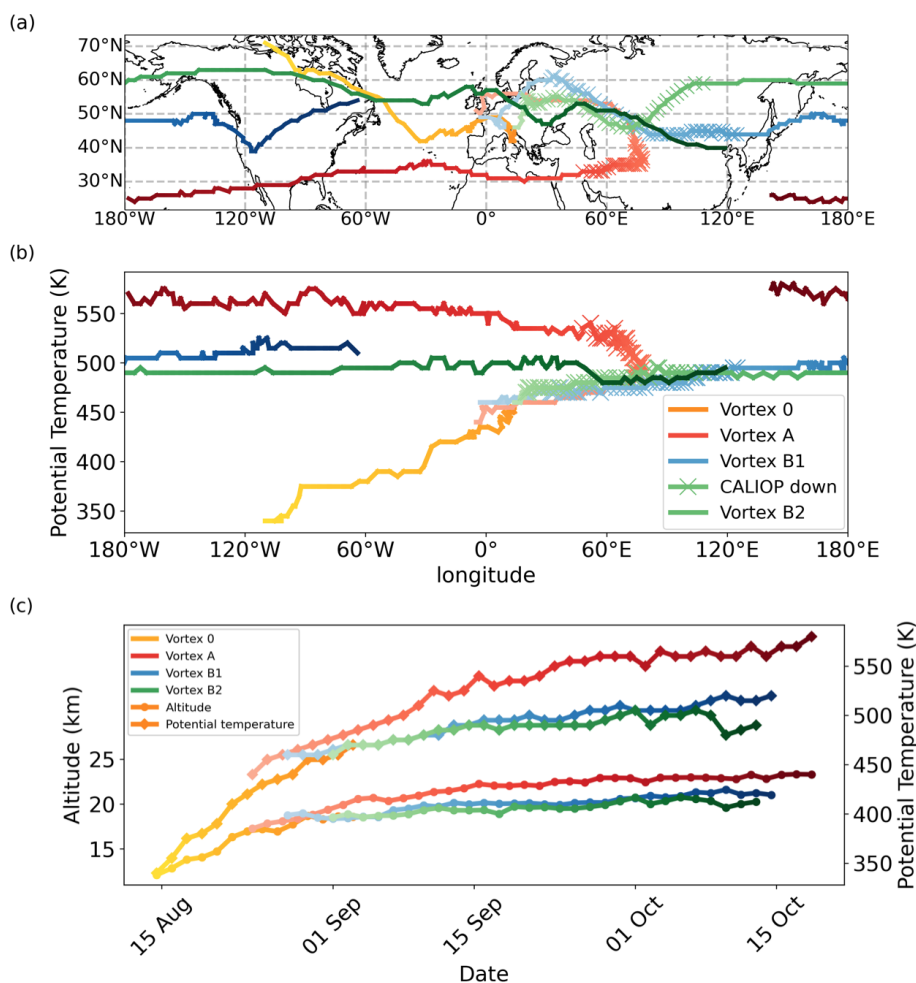 (a)
70°N
60°N
50°N
40°N
30°N
180°W 120°W 60°W 0° 60°E 120°E 180°E
(b)
Potential Temperature (K)
550
500
450
400
350
Vortex 0
Vortex A
Vortex B1
CALIOP down
Vortex B2
180°W 120°W 60°W 0° 60°E 120°E 180°E
longitude
(c)
Altitude (km)
25
20
15
Vortex 0
Vortex A
Vortex B1
Vortex B2
Altitude
Potential temperature
550
500
450
400
350
Potential Temperature (K)
15 Aug 01 Sep 15 Sep 01 Oct 15 Oct
Date